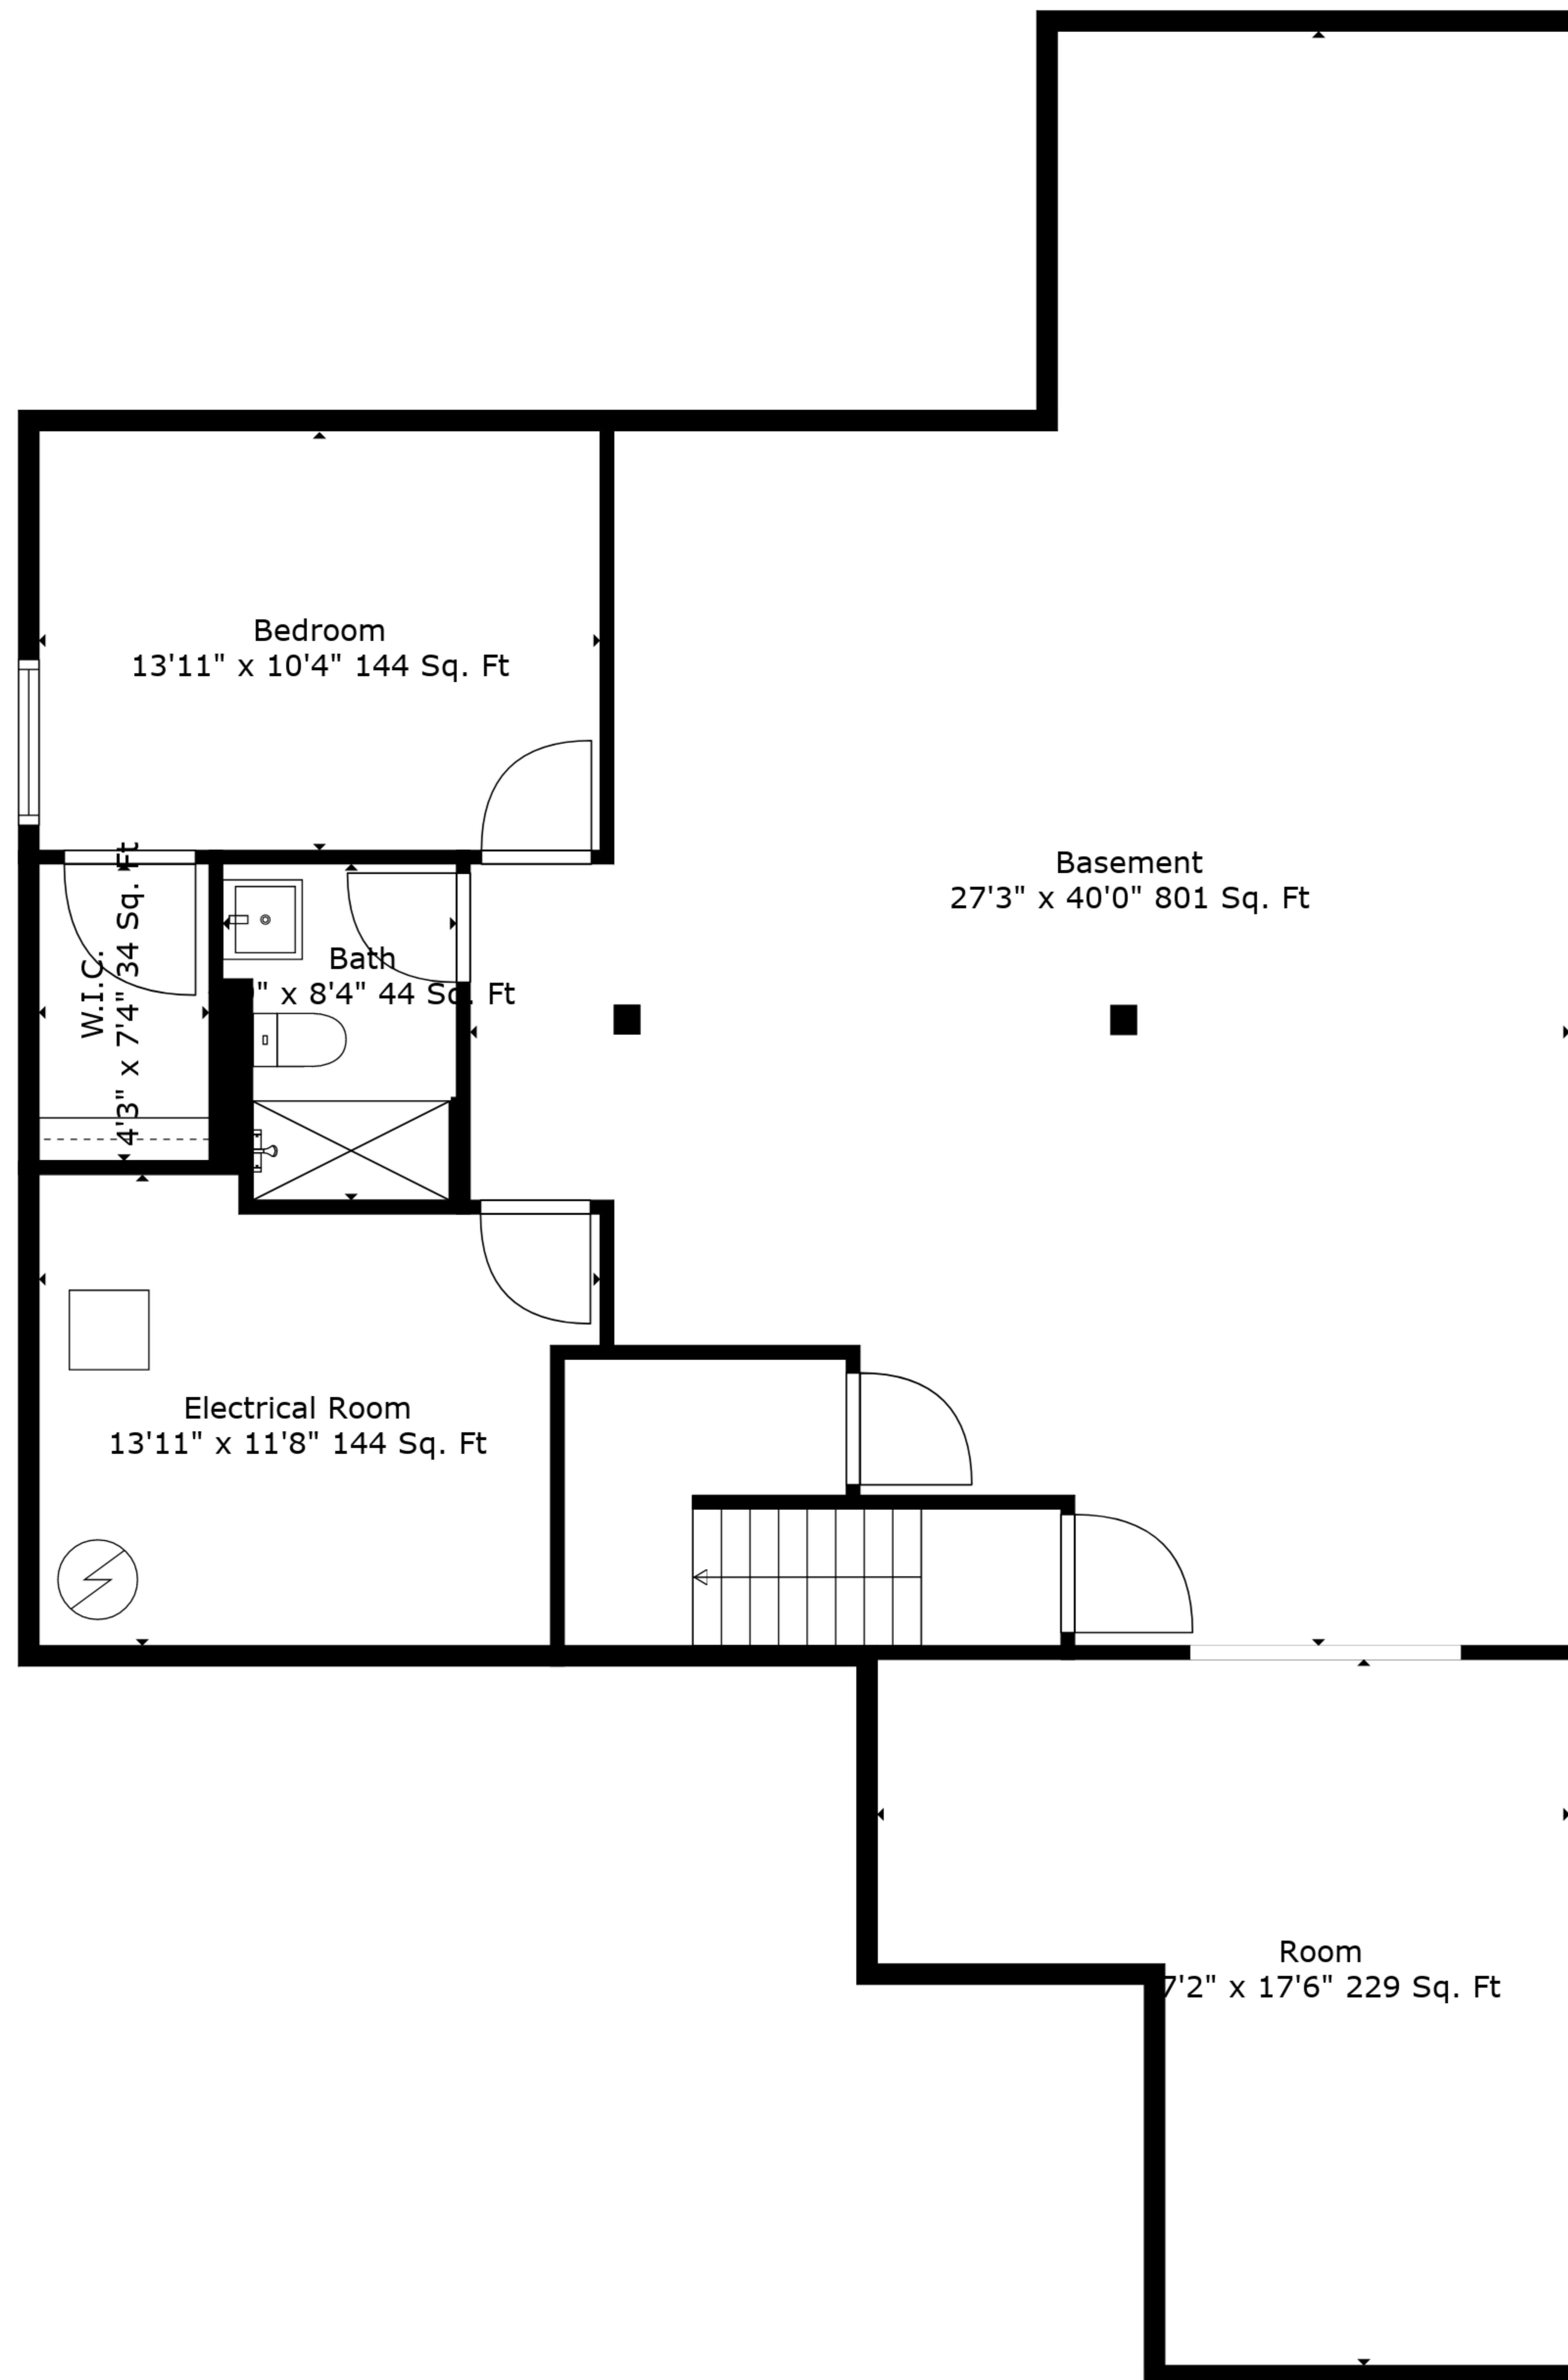 Bedroom
13'11" x 10'4" 144 Sq. Ft
Basement
27'3" x 40'0" 801 Sq. Ft
W.I.C.
4'3" x 7'4" 34 Sq. Ft
Bath
" x 8'4" 44 Sq. Ft
Electrical Room
13'11" x 11'8" 144 Sq. Ft
Room
7'2" x 17'6" 229 Sq. Ft